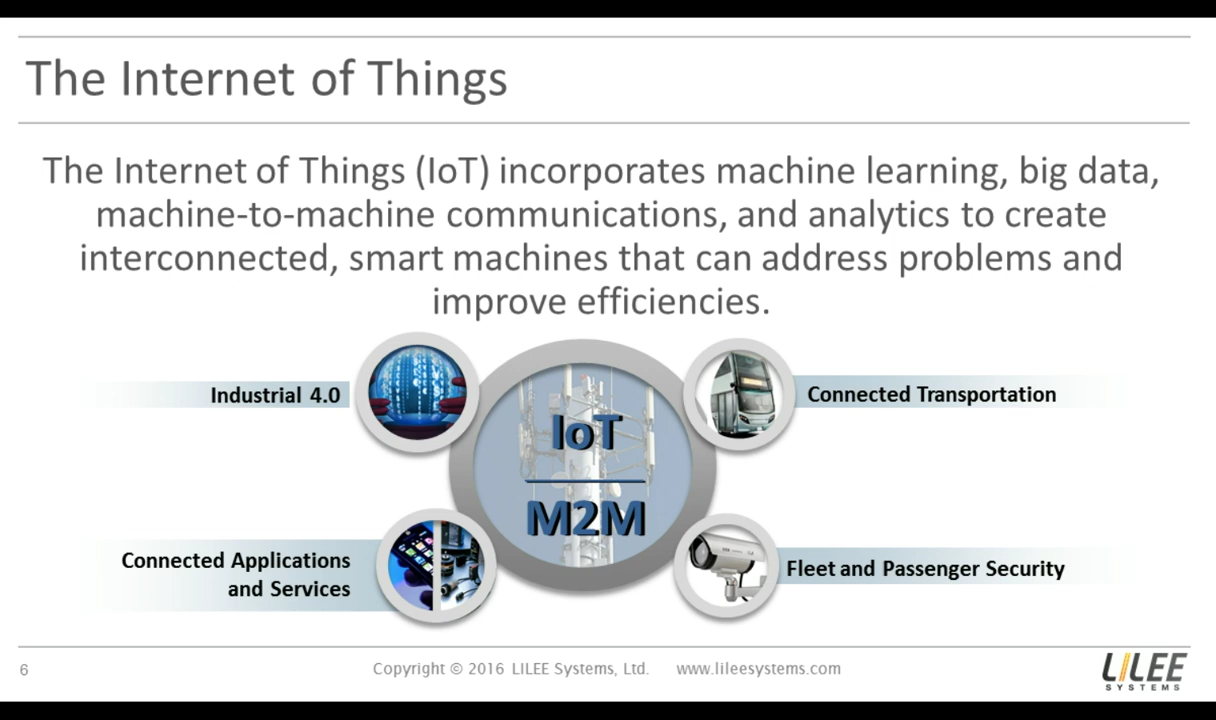 The Internet of Things
The Internet of Things (IoT) incorporates machine learning, big data,
machine-to-machine communications, and analytics to create
interconnected, smart machines that can address problems and
improve efficiencies.
Industrial 4.0
Connected Transportation
IoT
M2M
Connected Applications
and Services
Fleet and Passenger Security
6
Copyright © 2016 LILEE Systems, Ltd. www.lileesystems.com
LILEE
SYSTEMS